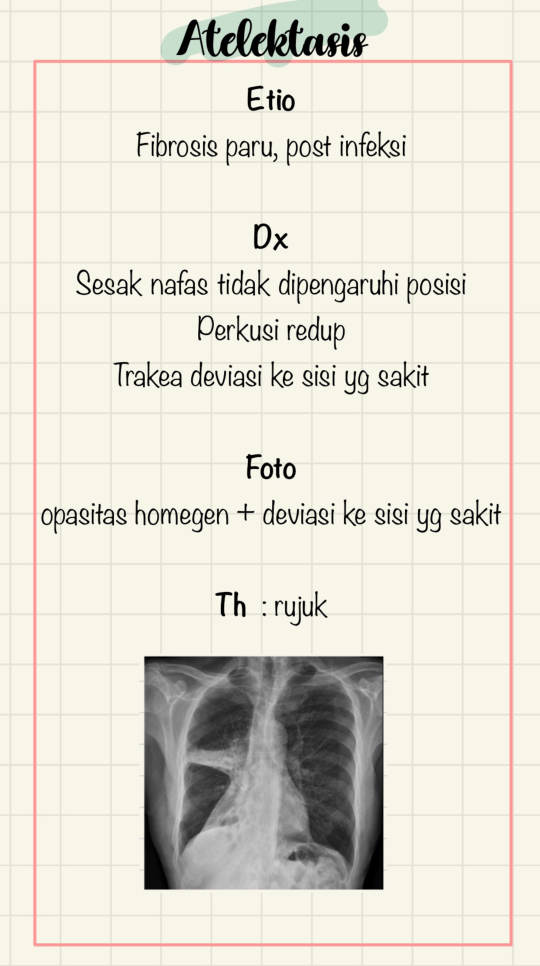 Atelektasis
Etio
Fibrosis paru, post infeksi
Dx
Sesak nafas tidak dipengaruhi posisi
Perkusi redup
Trakea deviasi ke sisi yg sakit
Foto
opasitas homegen + deviasi ke sisi yg sakit
Th : rujuk